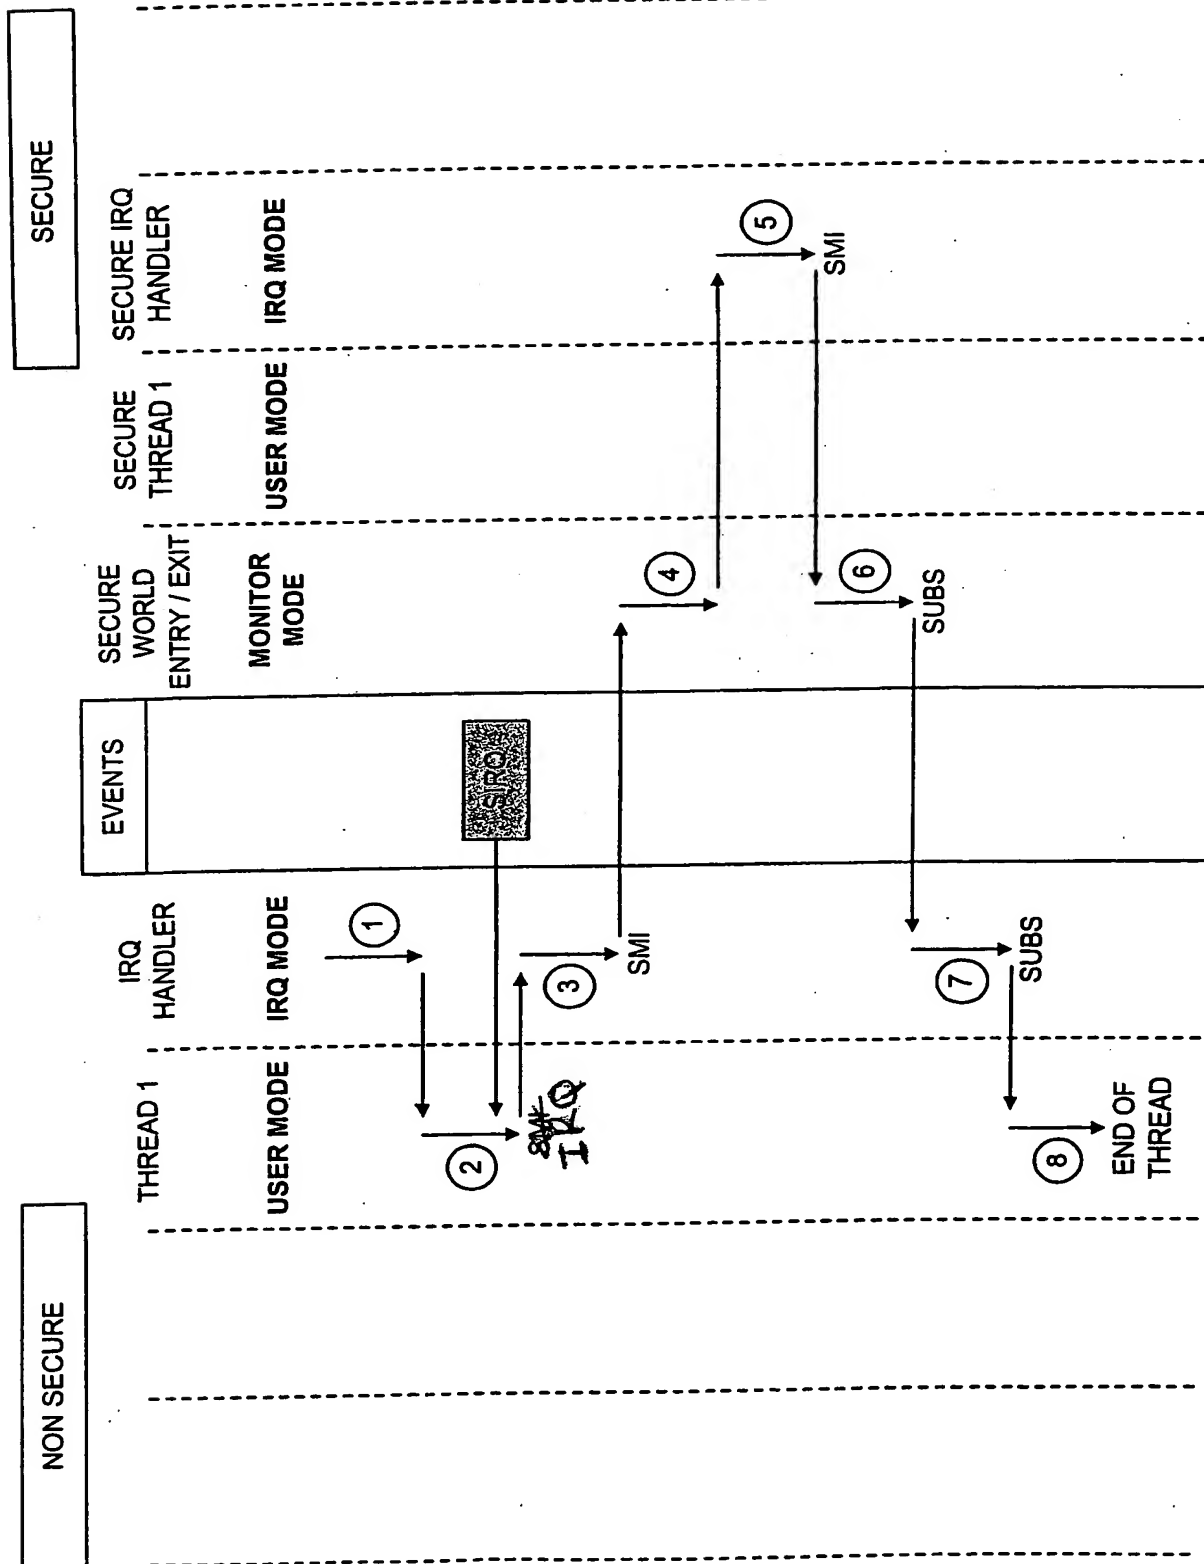 NON SECURE
SECURE
EVENTS
THREAD 1
IRQ
HANDLER
SECURE
WORLD
ENTRY / EXIT
SECURE
THREAD 1
SECURE IRQ
HANDLER
USER MODE
IRQ MODE
MONITOR
MODE
USER MODE
IRQ MODE
1
2
SIRQ
IRQ
3
SMI
4
5
SMI
6
SUBS
7
SUBS
8
END OF
THREAD